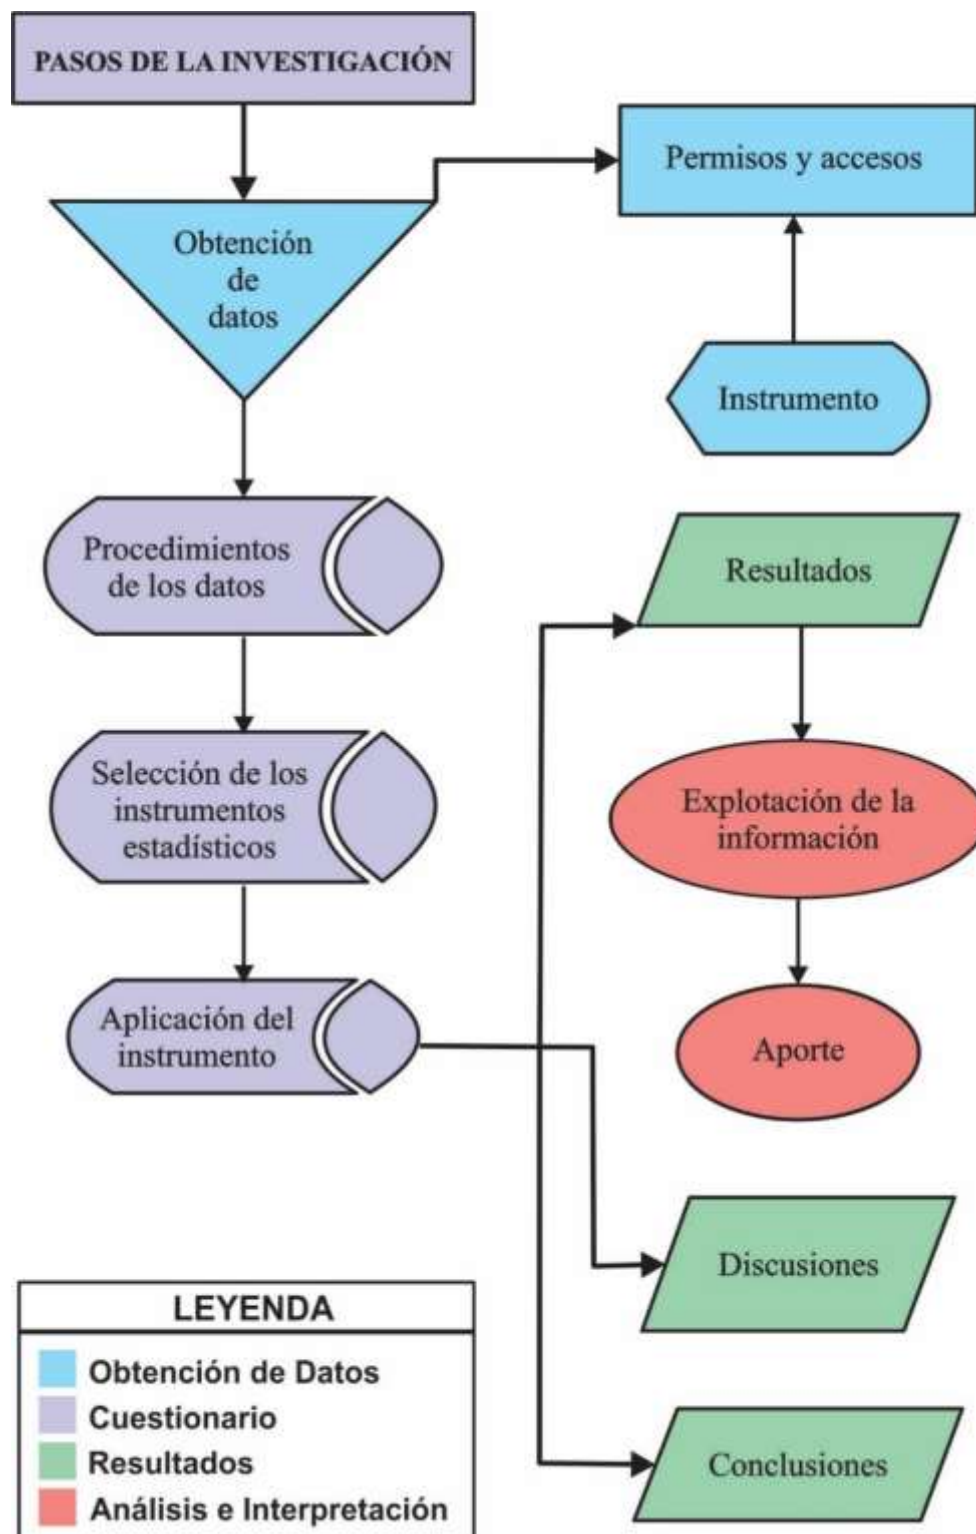 PASOS DE LA INVESTIGACIÓN
Permisos y accesos
Obtención
de
datos
Instrumento
Procedimientos
de los datos
Resultados
Selección de los
instrumentos
estadísticos
Explotación de la
información
Aplicación del
instrumento
Aporte
Discusiones
Conclusiones
LEYENDA
Obtención de Datos
Cuestionario
Resultados
Análisis e Interpretación